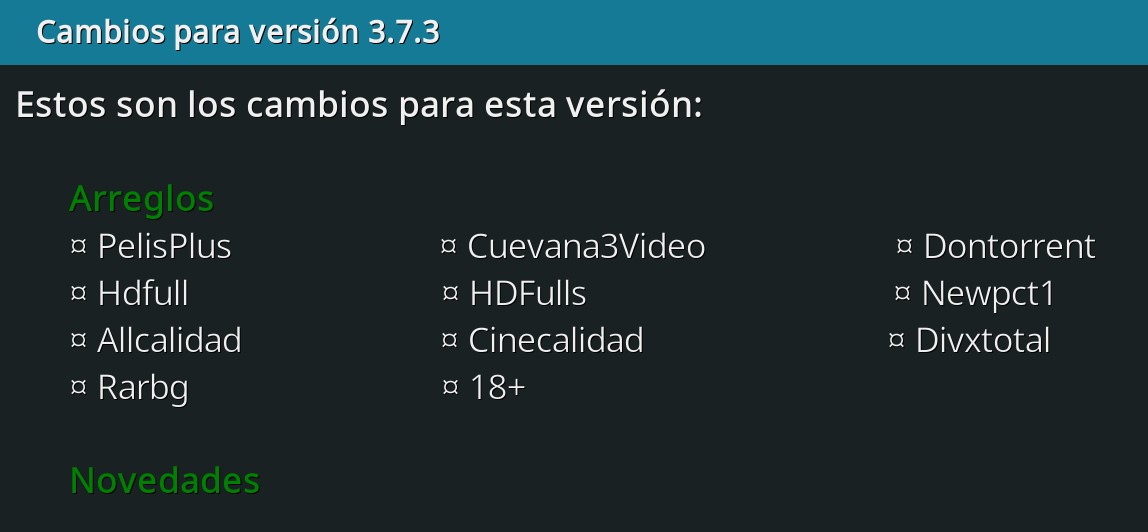 Cambios para versión 3.7.3
Estos son los cambios para esta versión:
Arreglos
¤ PelisPlus ¤ Cuevana3Video ¤ Dontorrent
¤ Hdfull ¤ HDFulls ¤ Newpct1
¤ Allcalidad ¤ Cinecalidad ¤ Divxtotal
¤ Rarbg ¤ 18+
Novedades